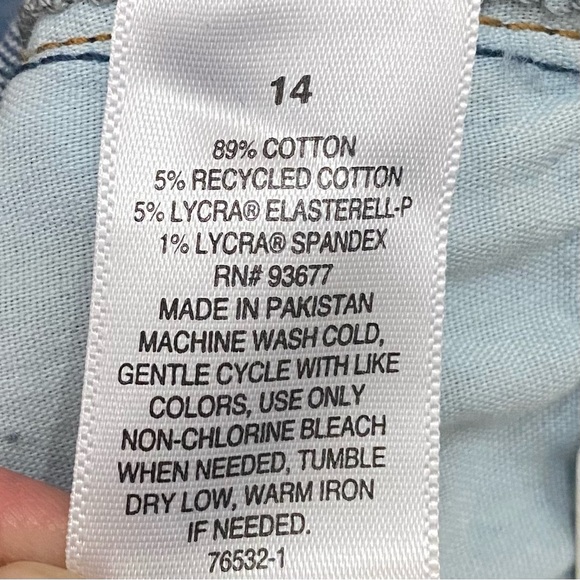 14
89% COTTON
5% RECYCLED COTTON
5% LYCRA® ELASTERELL-P
1% LYCRA® SPANDEX
RN# 93677
MADE IN PAKISTAN
MACHINE WASH COLD,
GENTLE CYCLE WITH LIKE
COLORS, USE ONLY
NON-CHLORINE BLEACH
WHEN NEEDED, TUMBLE
DRY LOW, WARM IRON
IF NEEDED.
76532-1